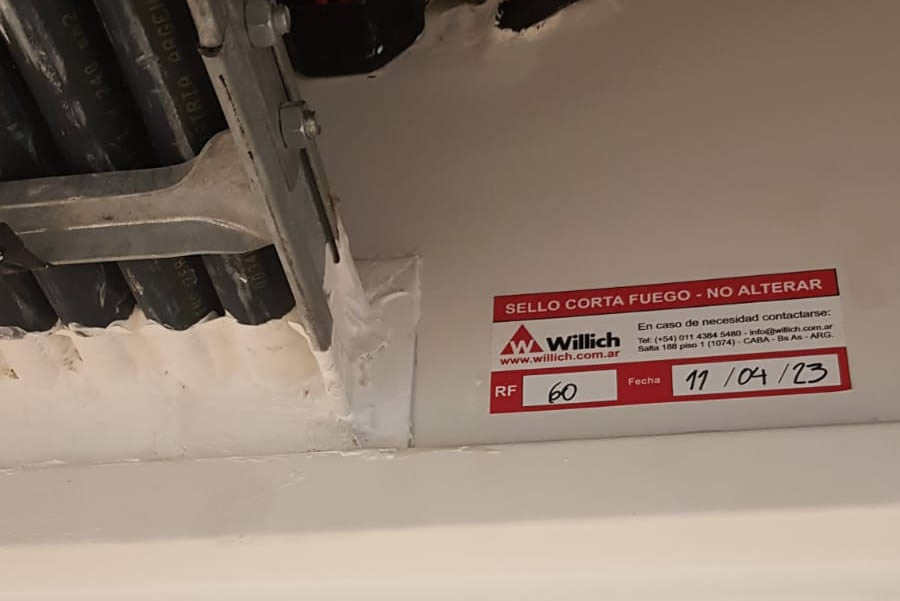 240
SELLO CORTA FUEGO - NO ALTERAR
Willich
www.willich.com.ar
En caso de necesidad contactarse:
Tel: (+54) 011 4384 5480 - info@willich.com.ar
Salta 188 piso 1 (1074) - CABA - Bs As - ARG.
RF 60 Fecha 11/04/23